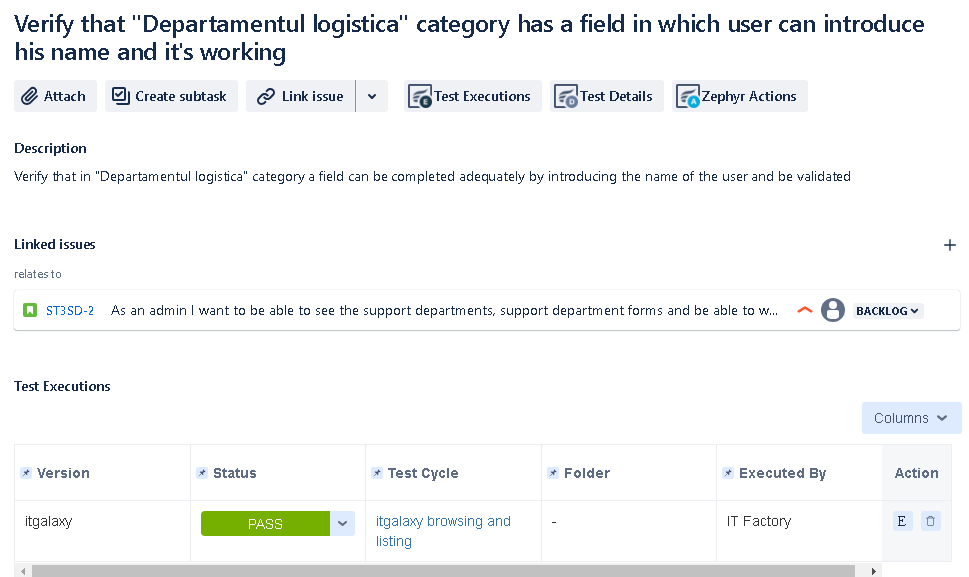 Verify that "Departamentul logistica" category has a field in which user can introduce
his name and it's working
Attach
Create subtask
Link issue
Test Executions
Test Details
Zephyr Actions
Description
Verify that in "Departamentul logistica" category a field can be completed adequately by introducing the name of the user and be validated
Linked issues
relates to
ST3SD-2 As an admin I want to be able to see the support departments, support department forms and be able to w... BACKLOG
Test Executions
Columns
Version Status Test Cycle Folder Executed By Action
itgalaxy PASS itgalaxy browsing and - IT Factory E
listing